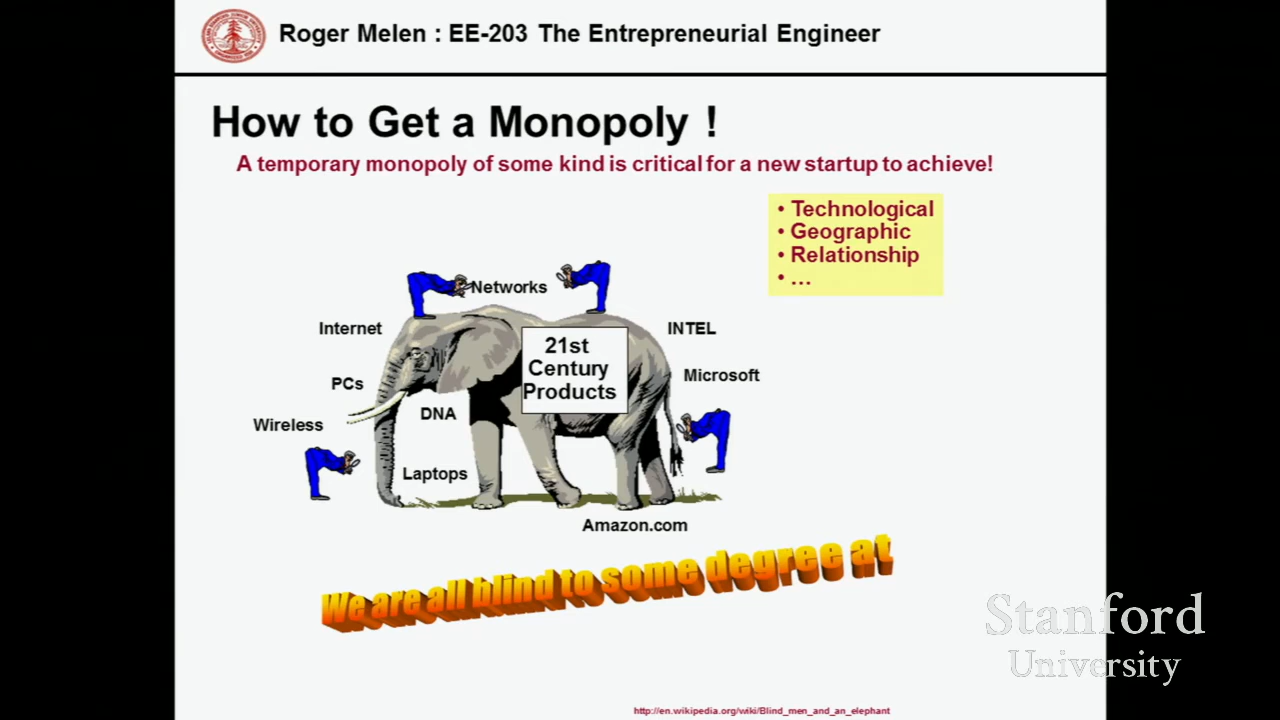 Roger Melen : EE-203 The Entrepreneurial Engineer
How to Get a Monopoly !
A temporary monopoly of some kind is critical for a new startup to achieve!
• Technological
• Geographic
• Relationship
• ...
Networks
Internet
INTEL
21st
Century
Products
PCs
Microsoft
DNA
Wireless
Laptops
Amazon.com
We are all blind to some degree at
Stanford
University
http://en.wikipedia.org/wiki/Blind_men_and_an_elephant